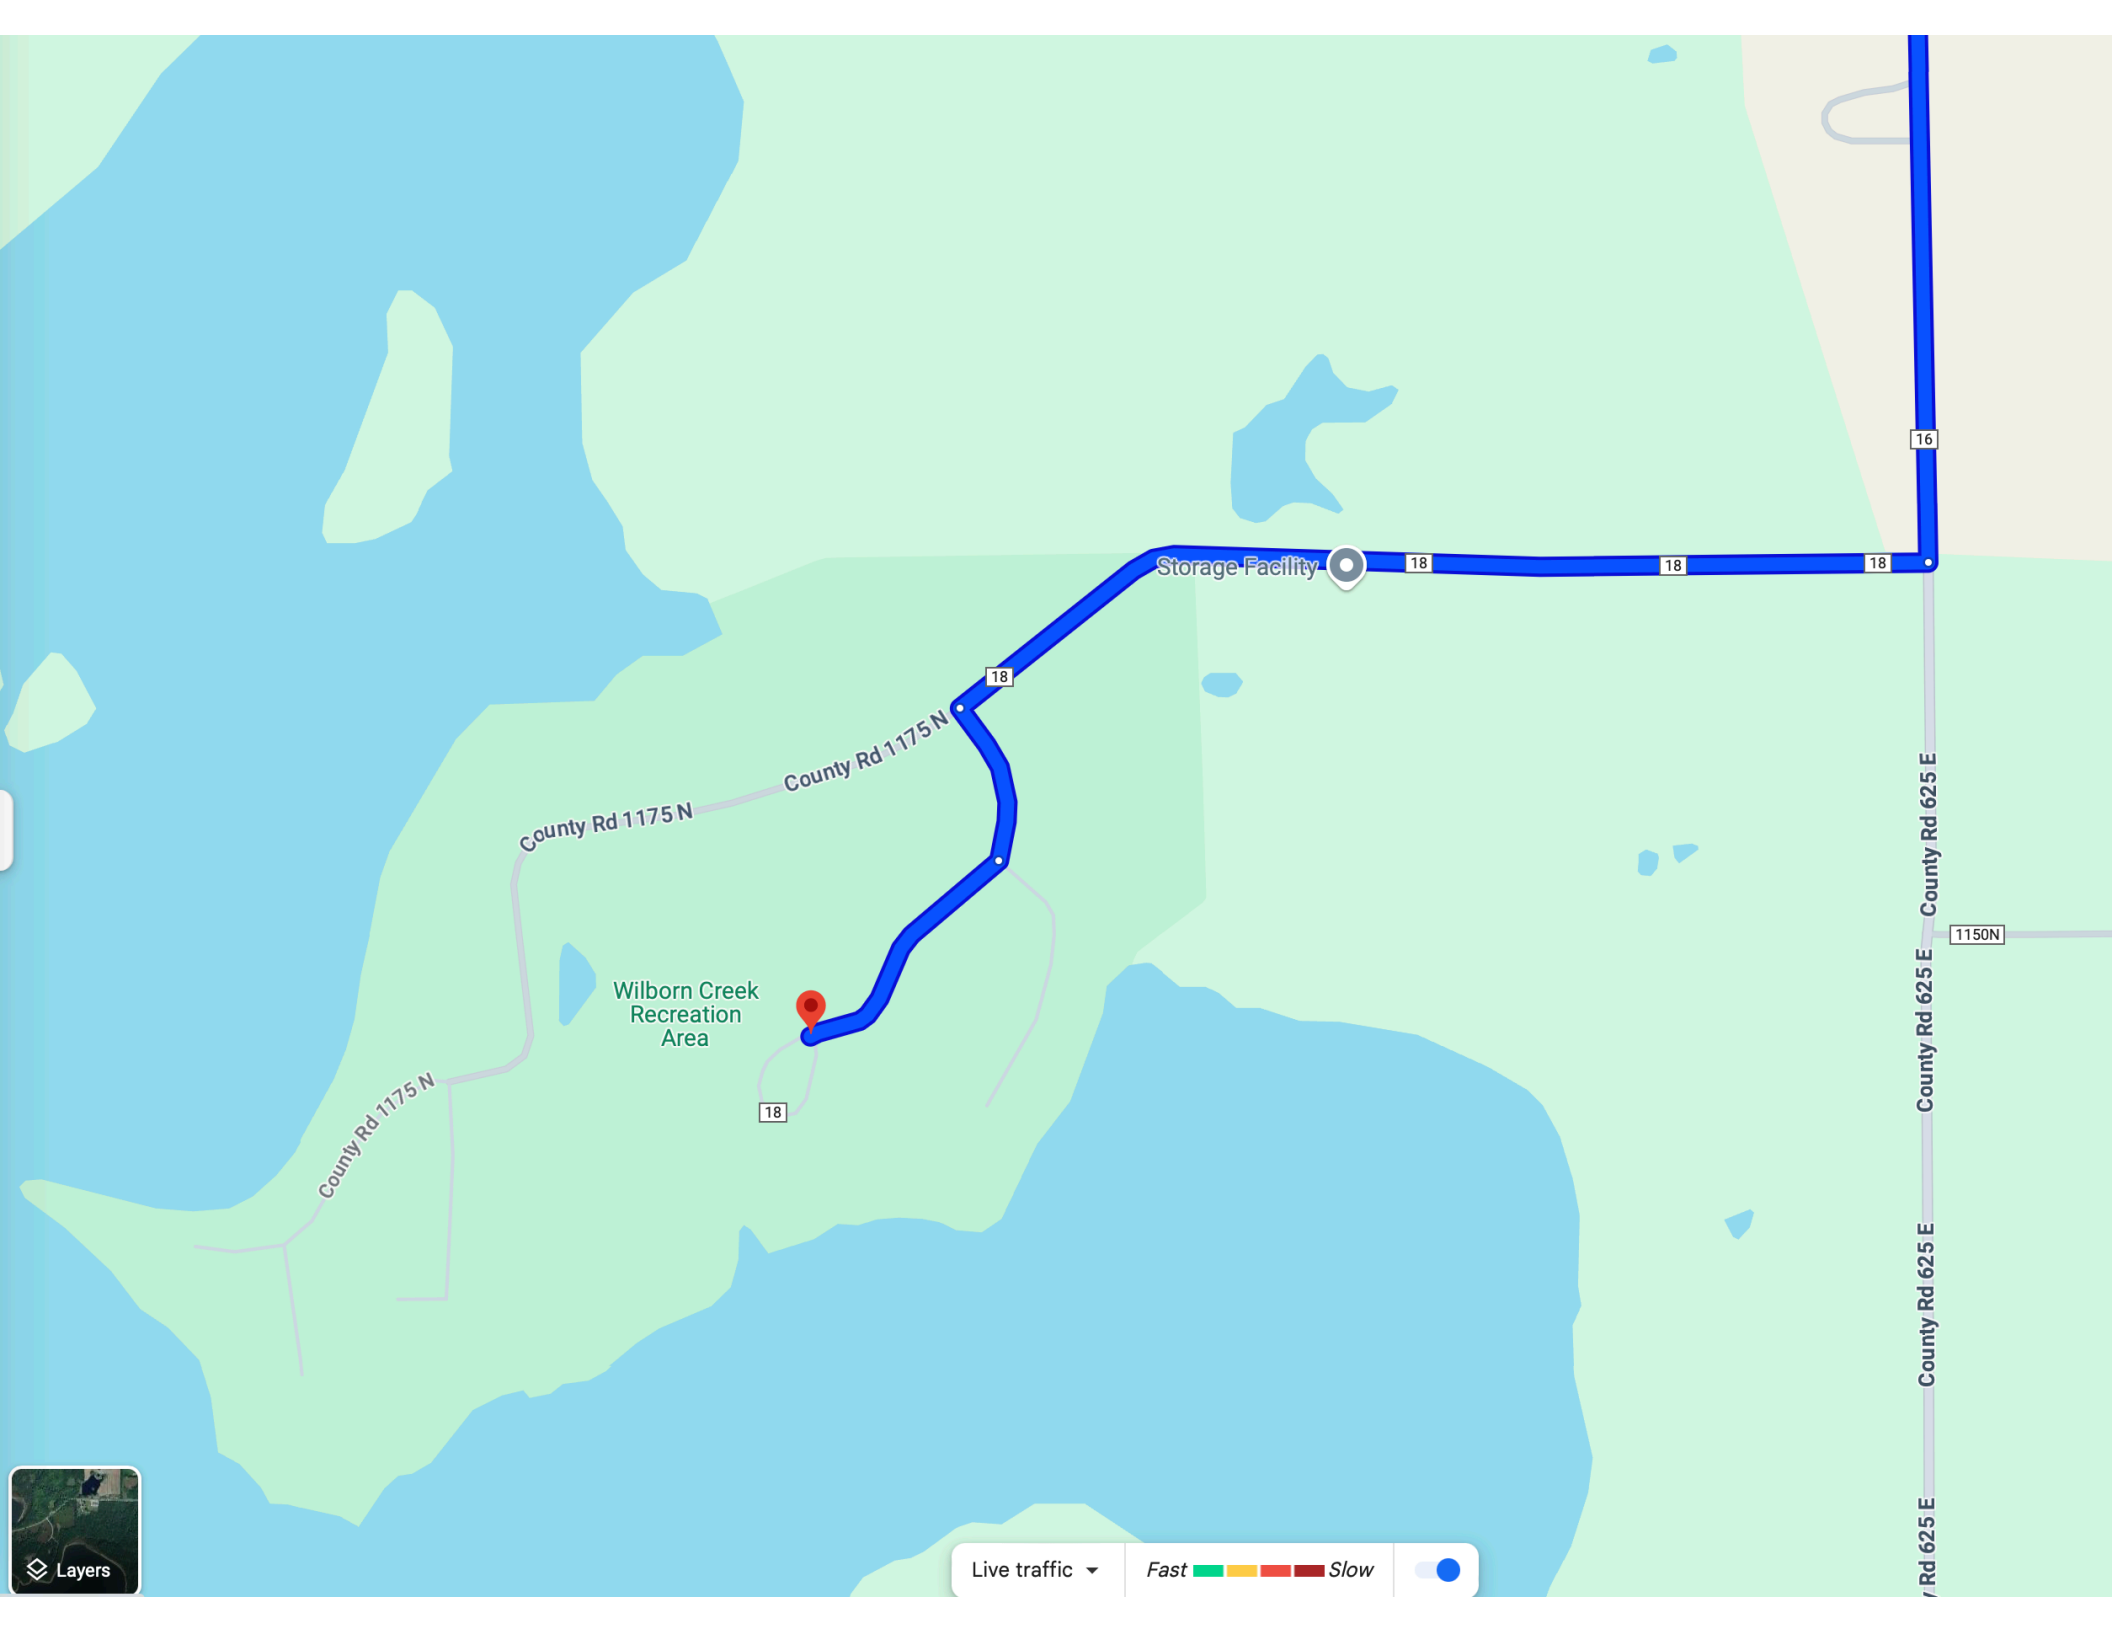 16
Storage Facility
18
18
18
18
County Rd 1175 N
County Rd 1175 N
County Rd 625 E
1150N
Wilborn Creek
Recreation
Area
County Rd 625 E
County Rd 1175 N
18
County Rd 625 E
Rd 625 E
Layers
Live traffic
Fast
Slow